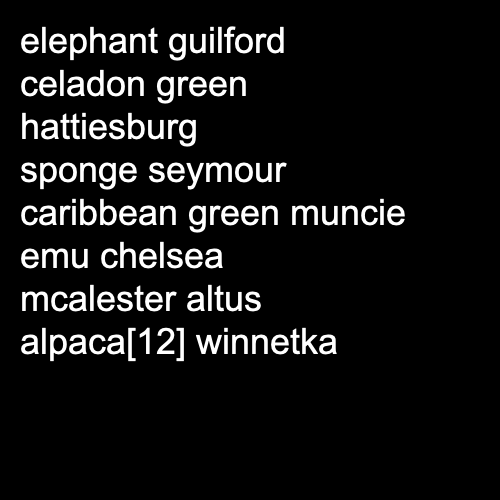 elephant guilford
celadon green
hattiesburg
sponge seymour
caribbean green muncie
emu chelsea
mcalester altus
alpaca[12] winnetka